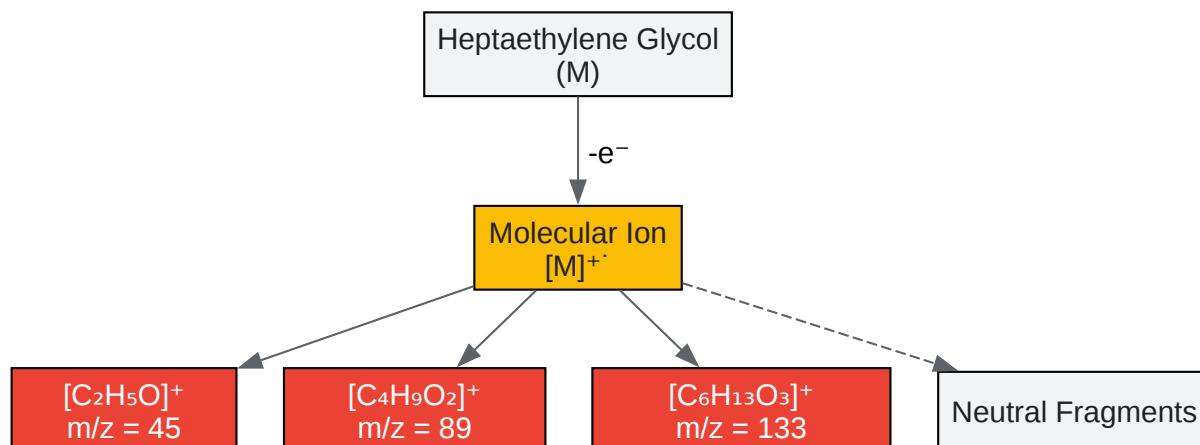 Heptaethylene Glycol
(M)
-e⁻
Molecular Ion
[M]⁺˙
[C₂H₅O]⁺
m/z = 45
[C₄H₉O₂]⁺
m/z = 89
[C₆H₁₃O₃]⁺
m/z = 133
Neutral Fragments